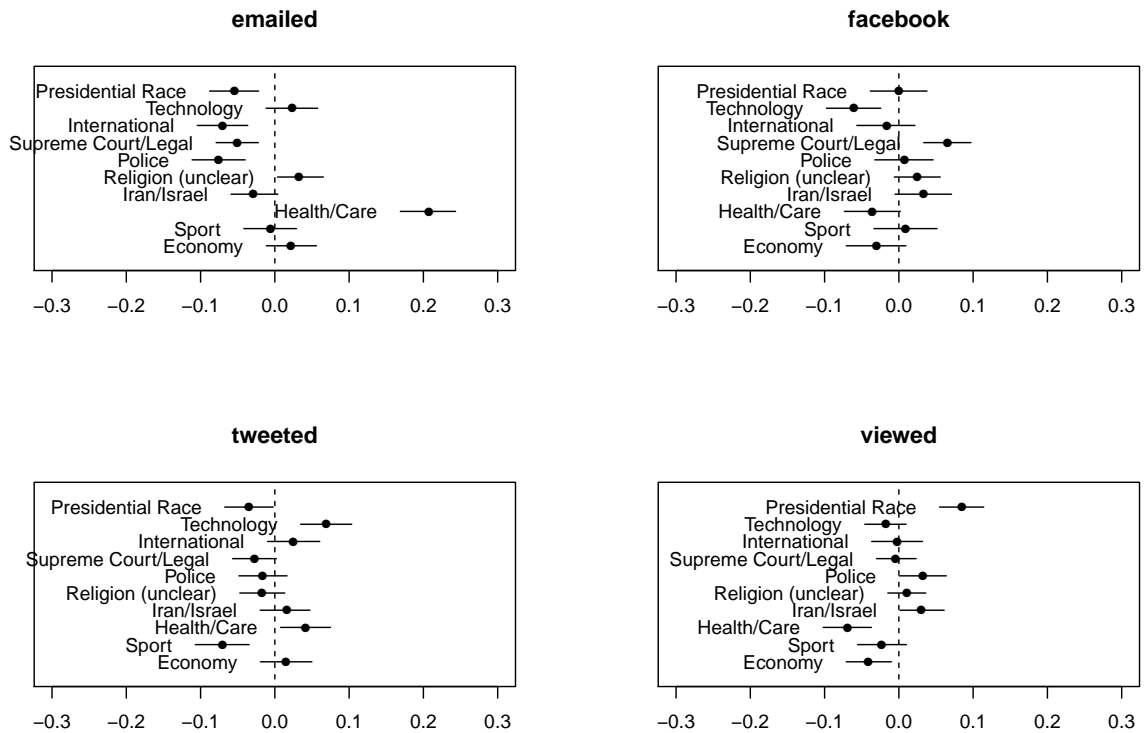 emailed
Presidential Race
Technology
International
Supreme Court/Legal
Police
Religion (unclear)
Iran/Israel
Health/Care
Sport
Economy
−0.3 −0.2 −0.1 0.0 0.1 0.2 0.3
facebook
Presidential Race
Technology
International
Supreme Court/Legal
Police
Religion (unclear)
Iran/Israel
Health/Care
Sport
Economy
−0.3 −0.2 −0.1 0.0 0.1 0.2 0.3
tweeted
Presidential Race
Technology
International
Supreme Court/Legal
Police
Religion (unclear)
Iran/Israel
Health/Care
Sport
Economy
−0.3 −0.2 −0.1 0.0 0.1 0.2 0.3
viewed
Presidential Race
Technology
International
Supreme Court/Legal
Police
Religion (unclear)
Iran/Israel
Health/Care
Sport
Economy
−0.3 −0.2 −0.1 0.0 0.1 0.2 0.3